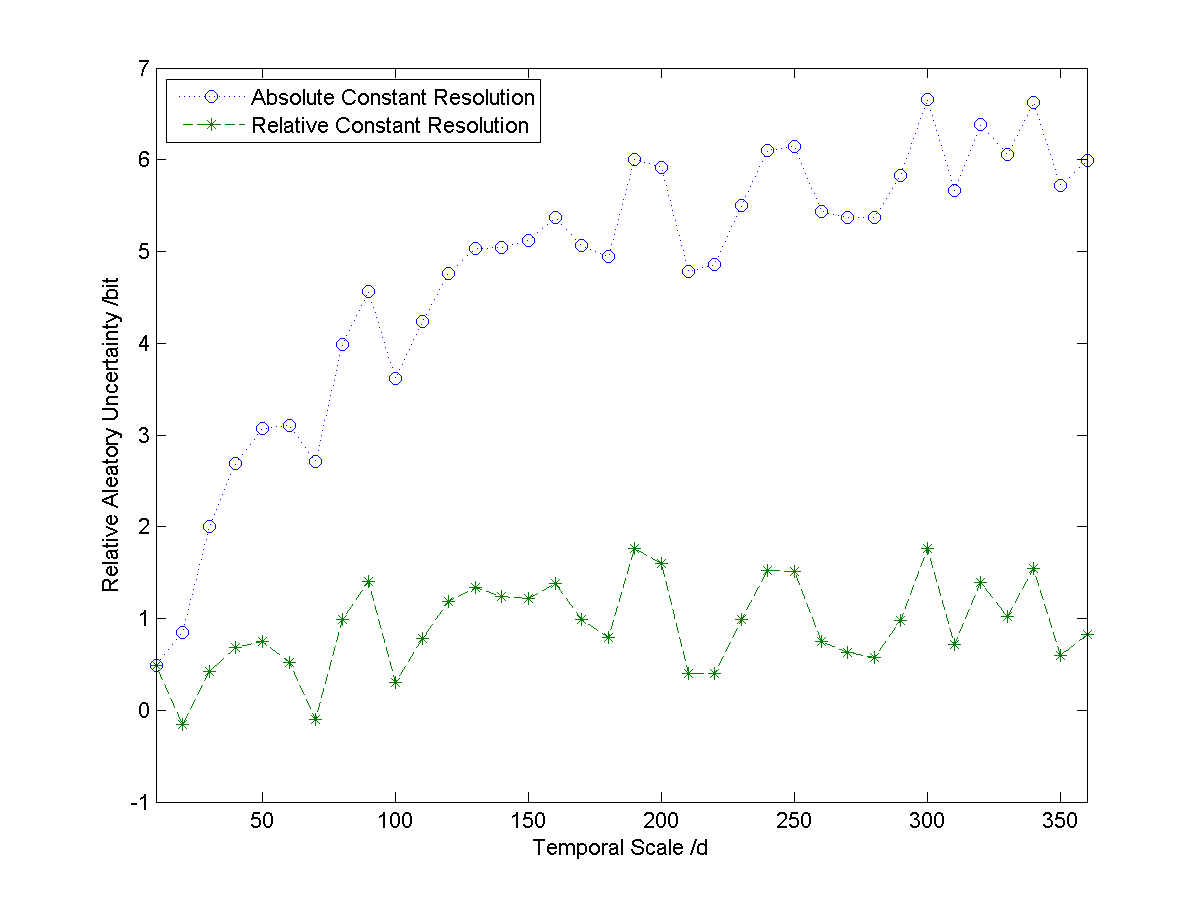 Absolute Constant Resolution
Relative Constant Resolution
7
6
5
4
3
2
1
0
-1
Relative Aleatory Uncertainty /bit
50 100 150 200 250 300 350
Temporal Scale /d